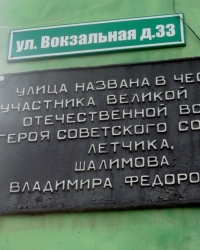 ул. Вокзальная д.33
УЛИЦА НАЗВАНА В ЧЕС
УЧАСТНИКА ВЕЛИКОЙ
ОТЕЧЕСТВЕННОЙ ВО
ГЕРОЯ СОВЕТСКОГО СО
ЛЕТЧИКА,
ШАЛИМОВА
ВЛАДИМИРА ФЕДОРО